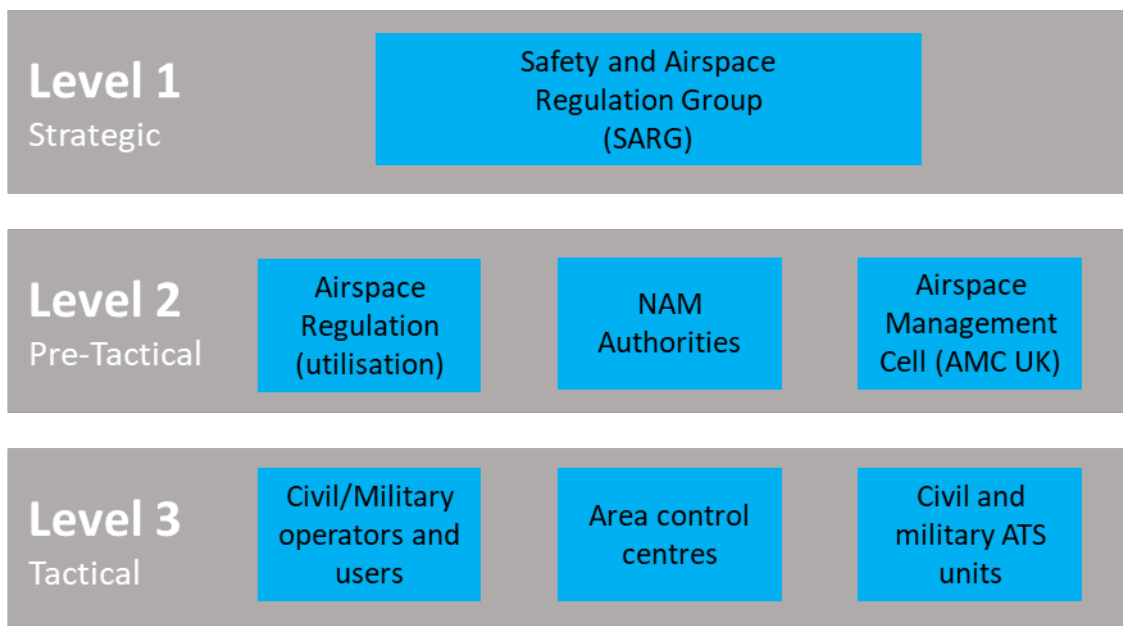 Level 1
Strategic
Safety and Airspace
Regulation Group
(SARG)
Level 2
Pre-Tactical
Airspace
Regulation
(utilisation)
NAM
Authorities
Airspace
Management
Cell (AMC UK)
Level 3
Tactical
Civil/Military
operators and
users
Area control
centres
Civil and
military ATS
units